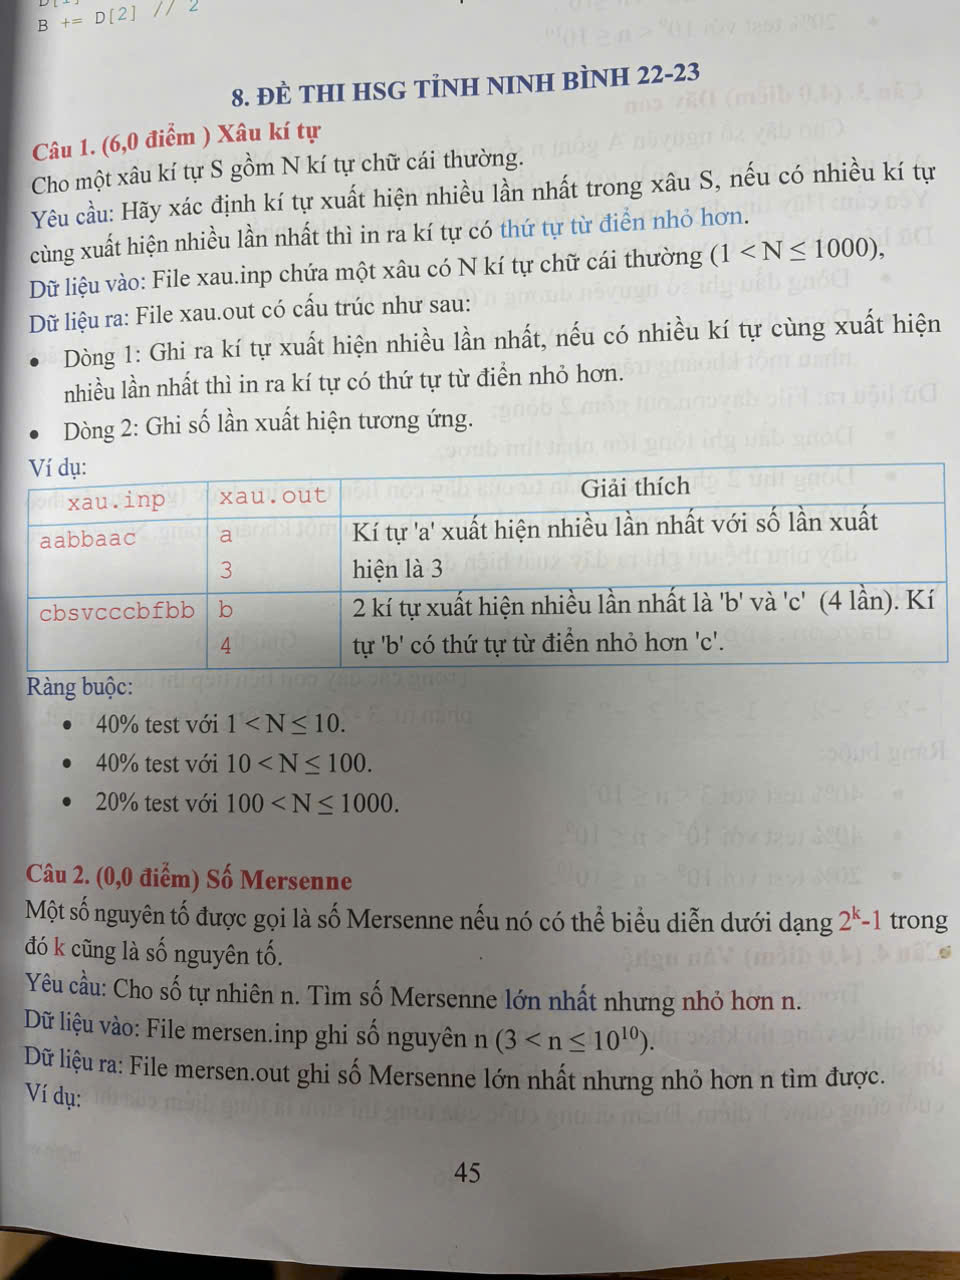 B += D[2] // 2
8. ĐỀ THI HSG TỈNH NINH BÌNH 22-23
Câu 1. (6,0 điểm ) Xâu kí tự
Cho một xâu kí tự S gồm N kí tự chữ cái thường.
Yêu cầu: Hãy xác định kí tự xuất hiện nhiều lần nhất trong xâu S, nếu có nhiều kí tự
cùng xuất hiện nhiều lần nhất thì in ra kí tự có thứ tự từ điển nhỏ hơn.
Dữ liệu vào: File xau.inp chứa một xâu có N kí tự chữ cái thường (1 < N ≤ 1000),
Dữ liệu ra: File xau.out có cấu trúc như sau:
• Dòng 1: Ghi ra kí tự xuất hiện nhiều lần nhất, nếu có nhiều kí tự cùng xuất hiện
nhiều lần nhất thì in ra kí tự có thứ tự từ điển nhỏ hơn.
• Dòng 2: Ghi số lần xuất hiện tương ứng.
Ví dụ:
xau.inp xau.out Giải thích
aabbaac a Kí tự 'a' xuất hiện nhiều lần nhất với số lần xuất
3 hiện là 3
cbsvcccbfbb b 2 kí tự xuất hiện nhiều lần nhất là 'b' và 'c' (4 lần). Kí
4 tự 'b' có thứ tự từ điển nhỏ hơn 'c'.
Ràng buộc:
• 40% test với 1 < N ≤ 10.
• 40% test với 10 < N ≤ 100.
• 20% test với 100 < N ≤ 1000.
Câu 2. (0,0 điểm) Số Mersenne
Một số nguyên tố được gọi là số Mersenne nếu nó có thể biểu diễn dưới dạng 2ᵏ-1 trong
đó k cũng là số nguyên tố.
Yêu cầu: Cho số tự nhiên n. Tìm số Mersenne lớn nhất nhưng nhỏ hơn n.
Dữ liệu vào: File mersen.inp ghi số nguyên n (3 < n ≤ 10¹⁰).
Dữ liệu ra: File mersen.out ghi số Mersenne lớn nhất nhưng nhỏ hơn n tìm được.
Ví dụ:
45